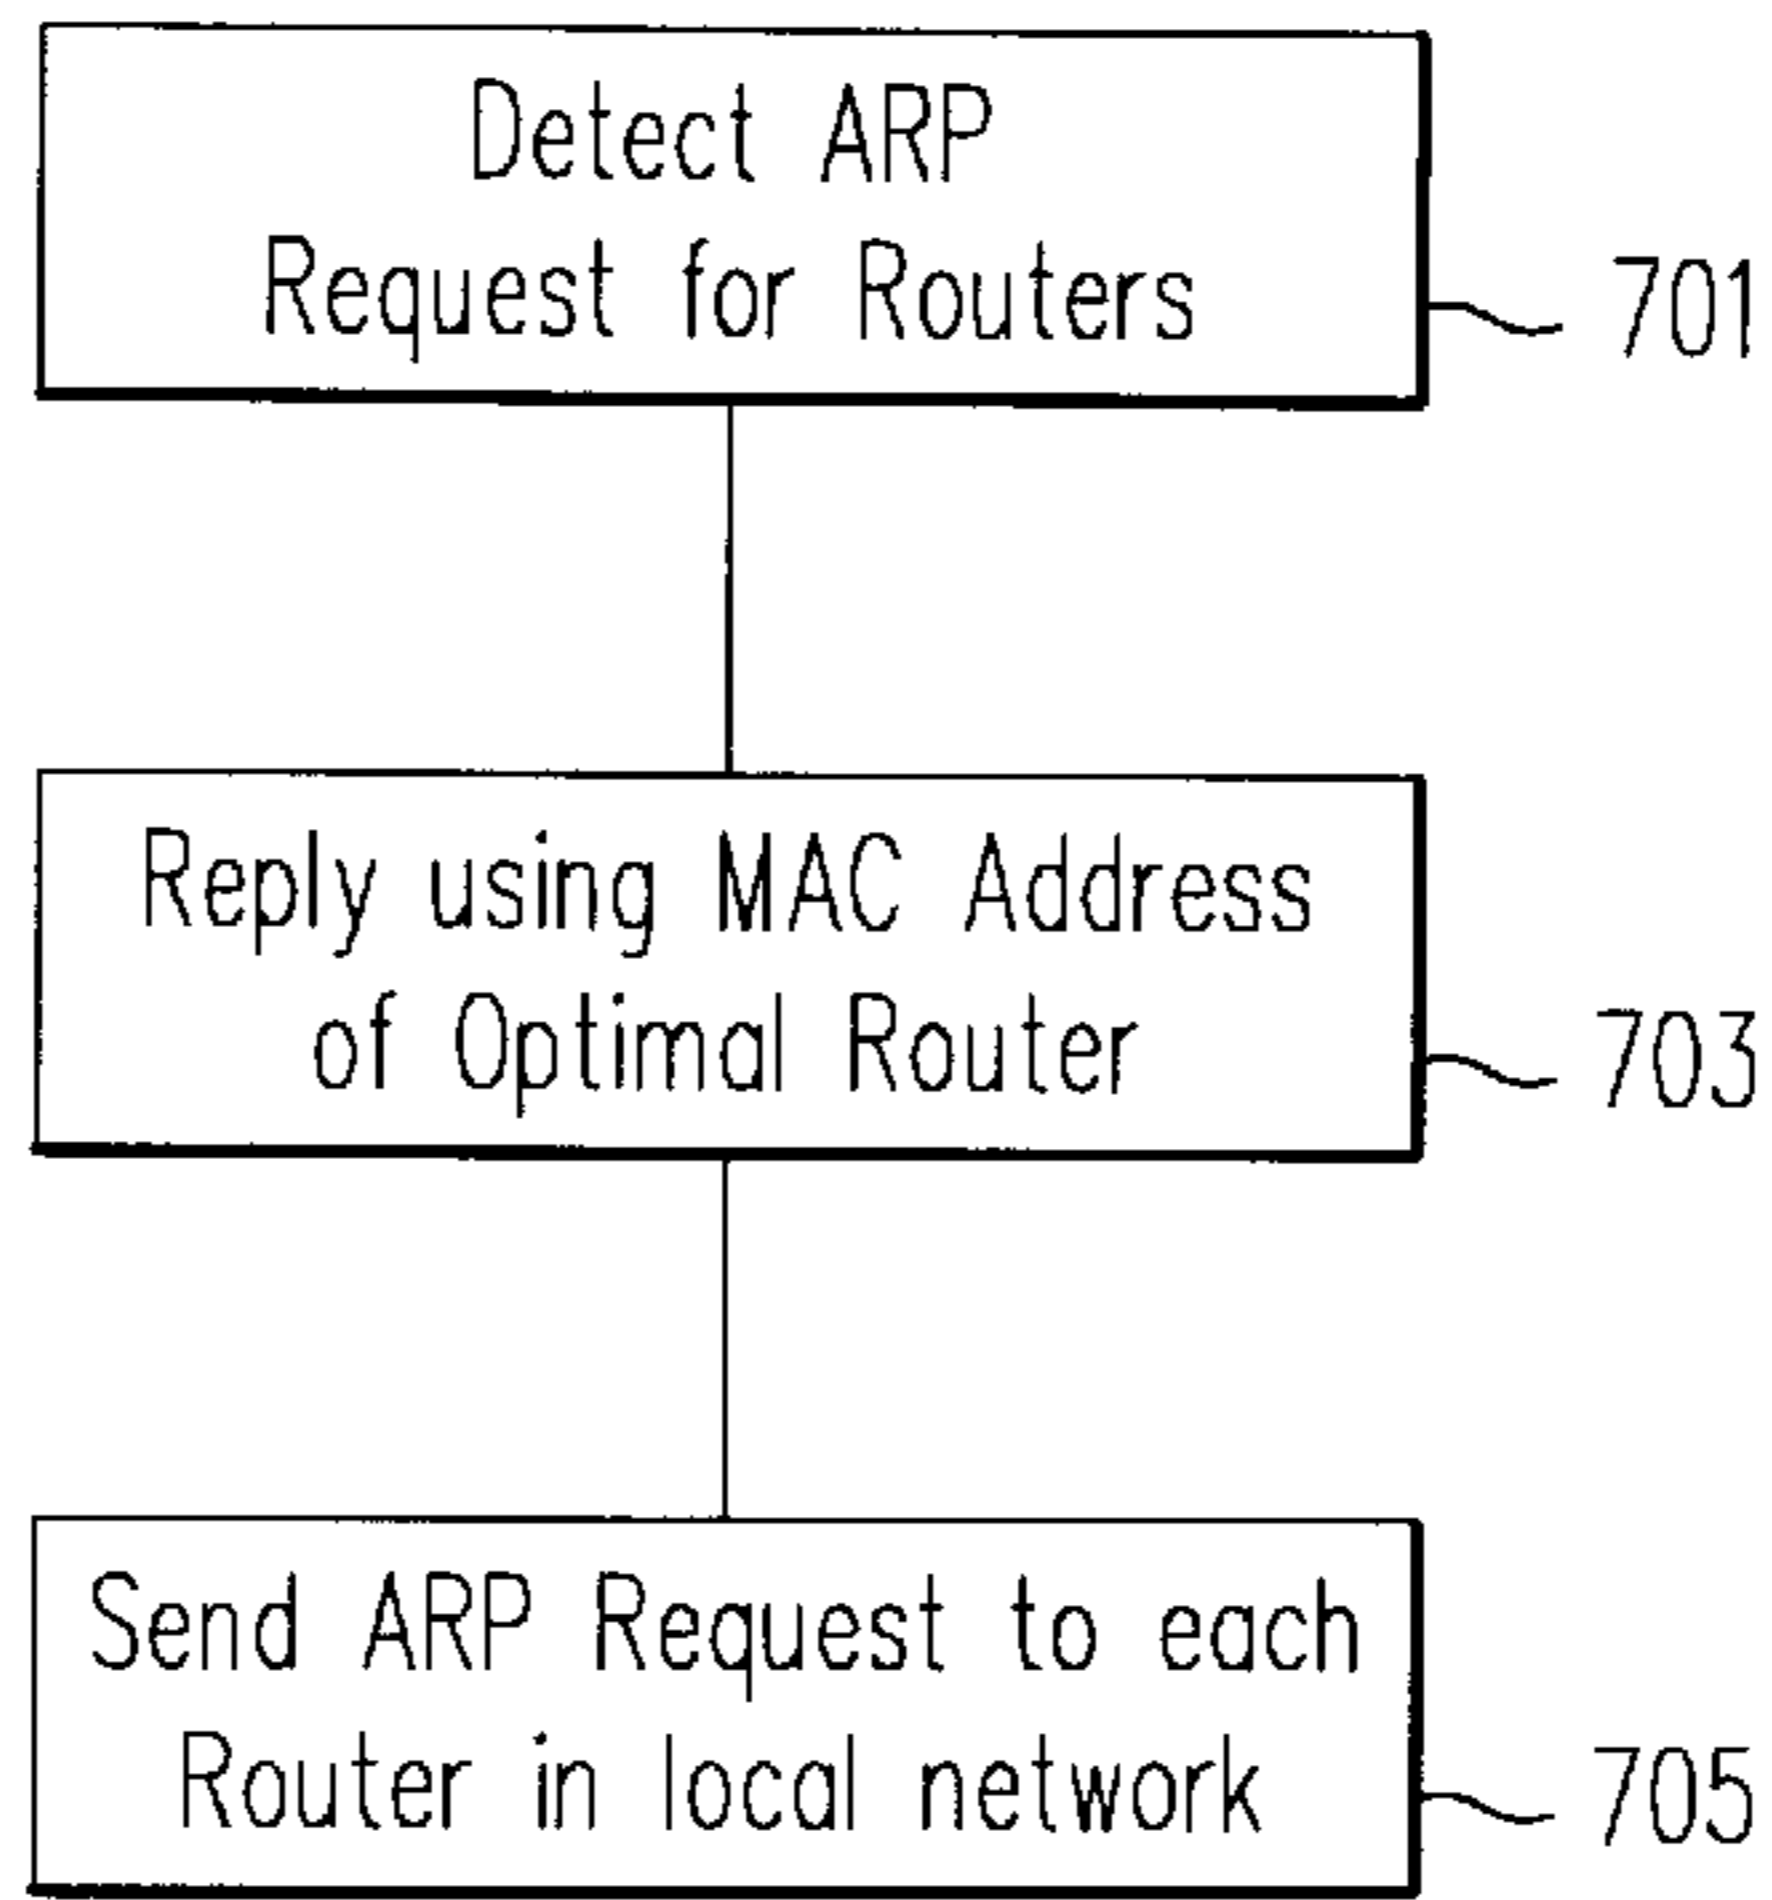 Detect ARP
Request for Routers
701
Reply using MAC Address
of Optimal Router
703
Send ARP Request to each
Router in local network
705